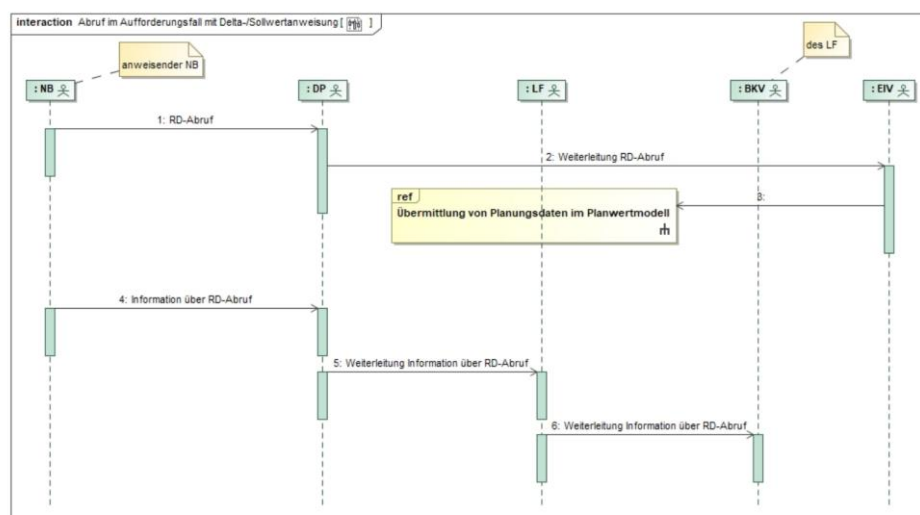 interaction Abruf im Aufforderungsfall mit Delta-/Sollwertanweisung [ ]
anweisender NB
des LF
: NB
: DP
: LF
: BKV
: EIV
1: RD-Abruf
2: Weiterleitung RD-Abruf
3:
ref
Übermittlung von Planungsdaten im Planwertmodell
4: Information über RD-Abruf
5: Weiterleitung Information über RD-Abruf
6: Weiterleitung Information über RD-Abruf